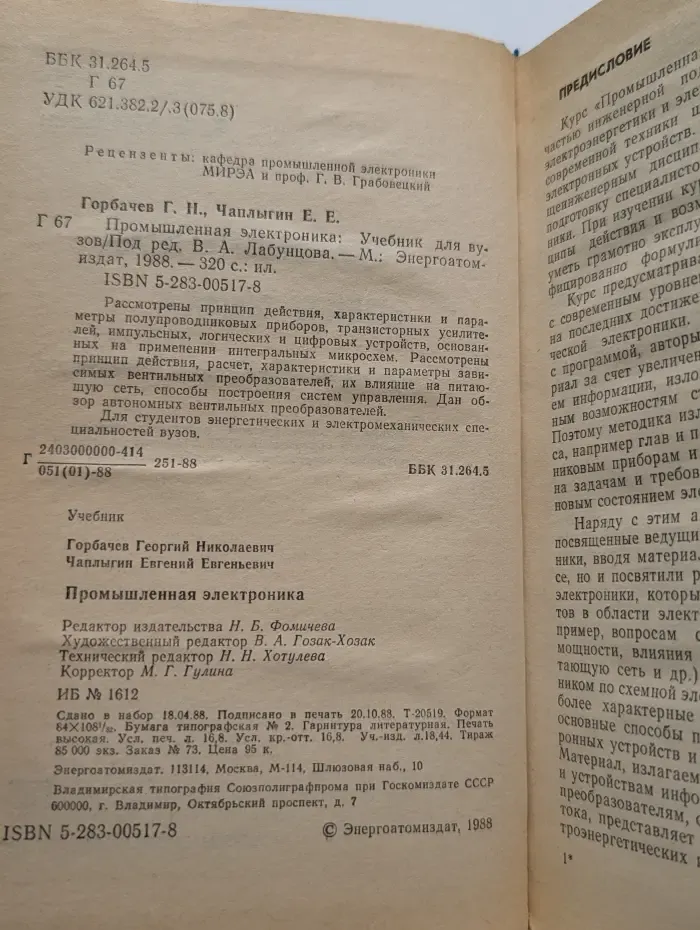 ББК 31.264.5
Г 67
УДК 621.382.2/.3(075.8)
Рецензенты: кафедра промышленной электроники
МИРЭА и проф. Г. В. Грабовецкий
Горбачев Г. Н., Чаплыгин Е. Е.
Г 67 Промышленная электроника: Учебник для ву-
зов/Под ред. В. А. Лабунцова. — М.: Энергоатом-
издат, 1988. — 320 с.: ил.
ISBN 5-283-00517-8
Рассмотрены принцип действия, характеристики и пара-
метры полупроводниковых приборов, транзисторных усилите-
лей, импульсных, логических и цифровых устройств, основан-
ных на применении интегральных микросхем. Рассмотрены
принцип действия, расчет, характеристики и параметры зави-
симых вентильных преобразователей, их влияние на питаю-
щую сеть, способы построения систем управления. Дан об-
зор автономных вентильных преобразователей.
Для студентов энергетических и электромеханических спе-
циальностей вузов.
Г 2403000000-414
051(01)-88 251-88 ББК 31.264.5
Учебник
Горбачев Георгий Николаевич
Чаплыгин Евгений Евгеньевич
Промышленная электроника
Редактор издательства Н. Б. Фомичева
Художественный редактор В. А. Гозак-Хозак
Технический редактор Н. Н. Хотулева
Корректор М. Г. Гулина
ИБ № 1612
Сдано в набор 18.04.88. Подписано в печать 20.10.88. Т-20519. Формат
84×108¹/₃₂. Бумага типографская № 2. Гарнитура литературная. Печать
высокая. Усл. печ. л. 16,8. Усл. кр.-отт. 16,8. Уч.-изд. л.18,44. Тираж
85 000 экз. Заказ № 73. Цена 95 к.
Энергоатомиздат. 113114, Москва, М-114, Шлюзовая наб., 10
Владимирская типография Союзполиграфпрома при Госкомиздате СССР
600000, г. Владимир, Октябрьский проспект, д. 7
ISBN 5-283-00517-8 © Энергоатомиздат, 1988
ПРЕДИСЛОВИЕ
Курс «Промышленная
частью инженерной
электроэнергетики и
современной техники
электронных устройств.
щеинженерным дисцип
подготовку специалисто
ники. При изучении
ципы действия и
уметь грамотно
фицированно
Курс предусматрива
с современным уровне
на последних достиже
ческой электроники.
с программой, авторы
риал за счет увеличен
ем информации, изло
ным возможностям
Поэтому методика изл
са, например глав и п
никовым приборам и
на задачам и требов
новым состоянием эле
Наряду с этим а
посвященные ведущи
ники, вводя материа
се, но и посвятили р
электроники, которы
тов в области элект
пример, вопросам
мощности, влияния
тающую сеть и др.)
ником по схемной эле
более характерные
основные способы п
ронных устройств и
Материал, излагаем
и устройствам инфо
преобразователям,
тока, представляет
троэнергетических
1*